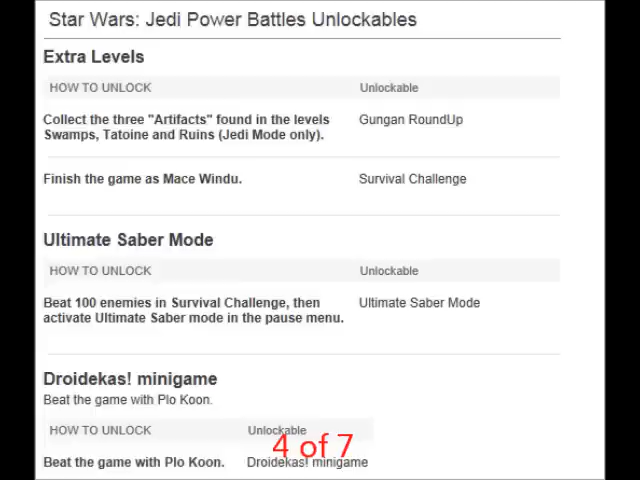 Star Wars: Jedi Power Battles Unlockables
Extra Levels
HOW TO UNLOCK Unlockable
Collect the three "Artifacts" found in the levels Gungan RoundUp
Swamps, Tatoine and Ruins (Jedi Mode only).
Finish the game as Mace Windu. Survival Challenge
Ultimate Saber Mode
HOW TO UNLOCK Unlockable
Beat 100 enemies in Survival Challenge, then Ultimate Saber Mode
activate Ultimate Saber mode in the pause menu.
Droidekas! minigame
Beat the game with Plo Koon.
HOW TO UNLOCK Unlockable
4 of 7
Beat the game with Plo Koon. Droidekas! minigame